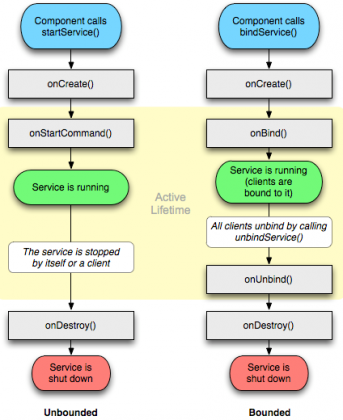 Component calls
startService()
onCreate()
onStartCommand()
Service is running
The service is stopped
by itself or a client
onDestroy()
Service is
shut down
Unbounded
Active
Lifetime
Component calls
bindService()
onCreate()
onBind()
Service is running
(clients are
bound to it)
All clients unbind by calling
unbindService()
onUnbind()
onDestroy()
Service is
shut down
Bounded